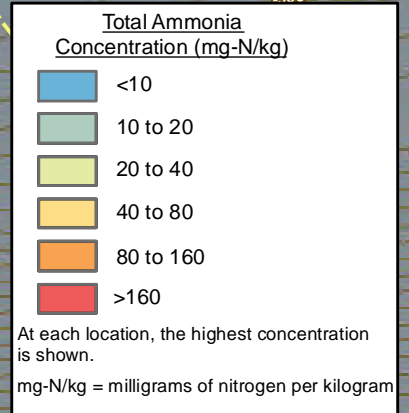 Total Ammonia
Concentration (mg-N/kg)
<10
10 to 20
20 to 40
40 to 80
80 to 160
>160
At each location, the highest concentration
is shown.
mg-N/kg = milligrams of nitrogen per kilogram